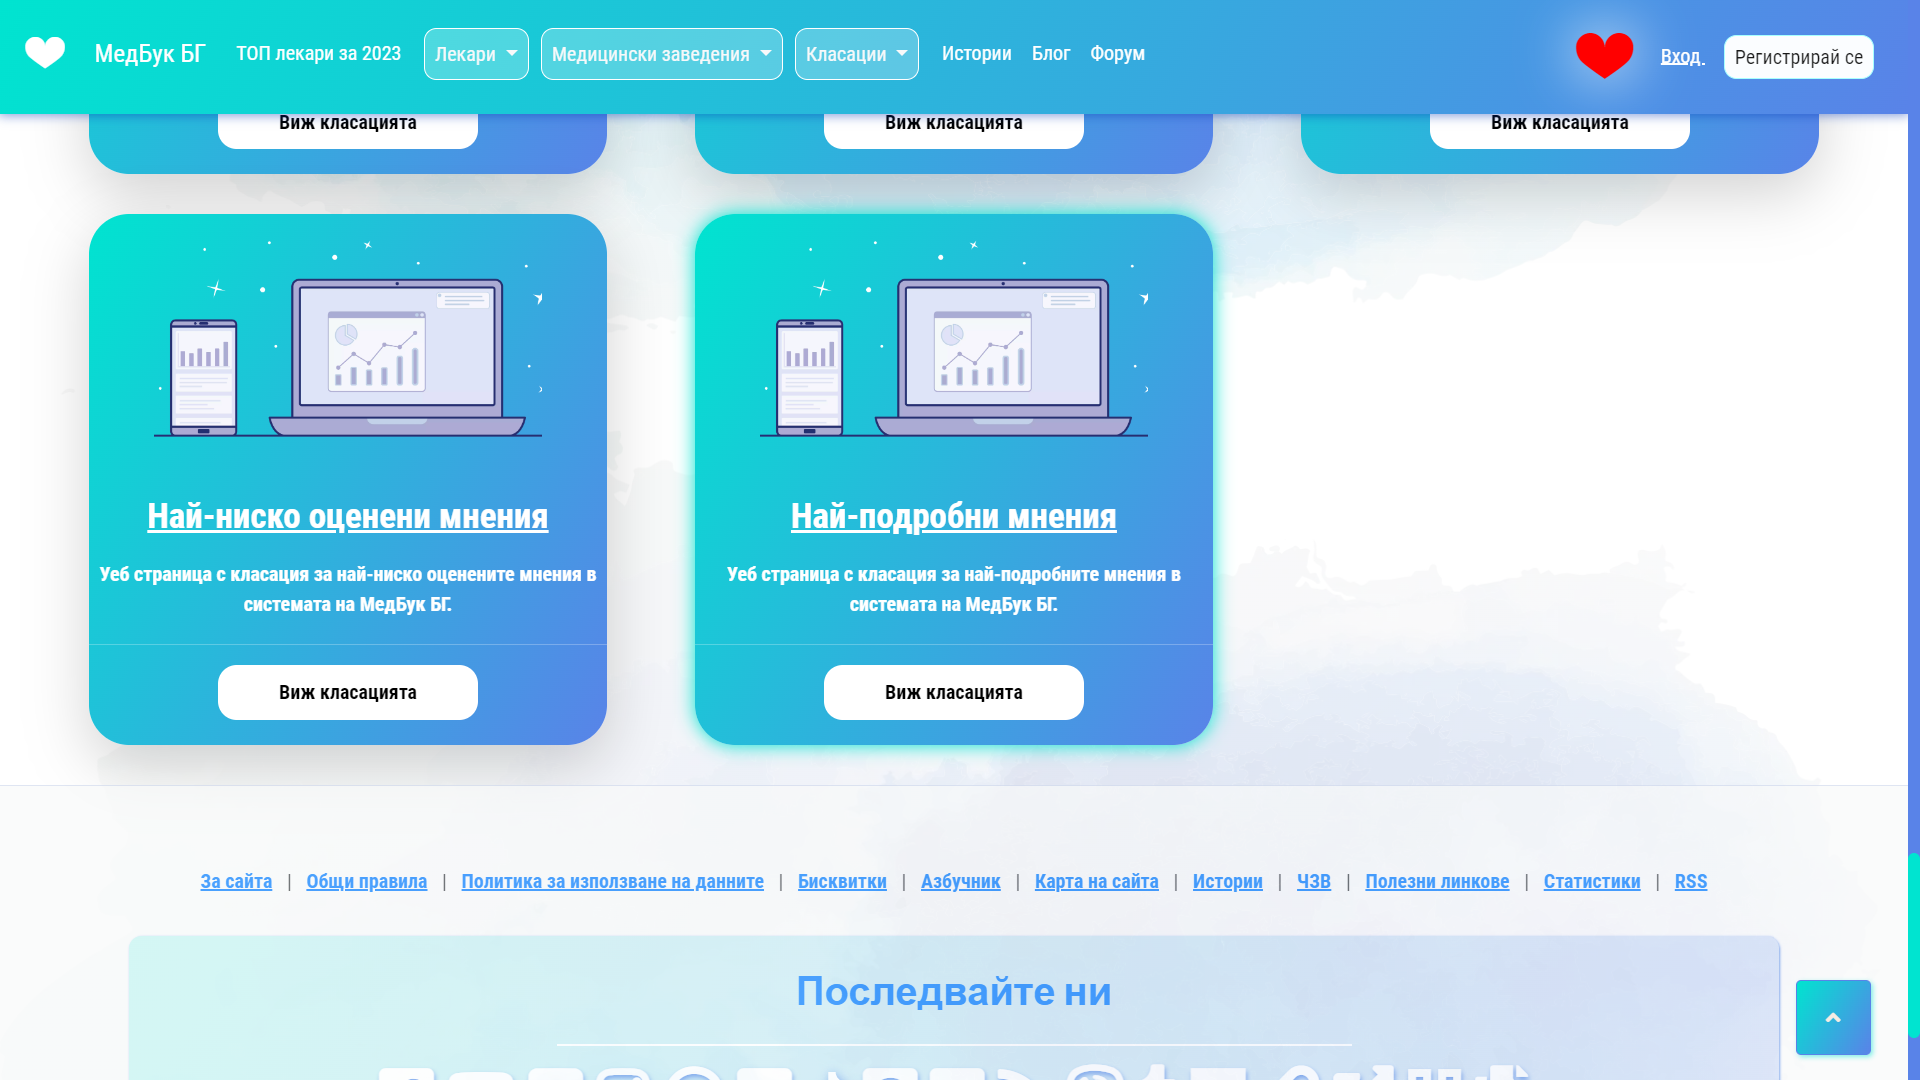 МедБук БГ
ТОП лекари за 2023
Лекари
Медицински заведения
Класации
Истории
Блог
Форум
Вход
Регистрирай се
Виж класацията
Виж класацията
Виж класацията
Най-ниско оценени мнения
Уеб страница с класация за най-ниско оценените мнения в
системата на МедБук БГ.
Виж класацията
Най-подробни мнения
Уеб страница с класация за най-подробните мнения в
системата на МедБук БГ.
Виж класацията
За сайта | Общи правила | Политика за използване на данните | Бисквитки | Азбучник | Карта на сайта | Истории | ЧЗВ | Полезни линкове | Статистики | RSS
Последвайте ни